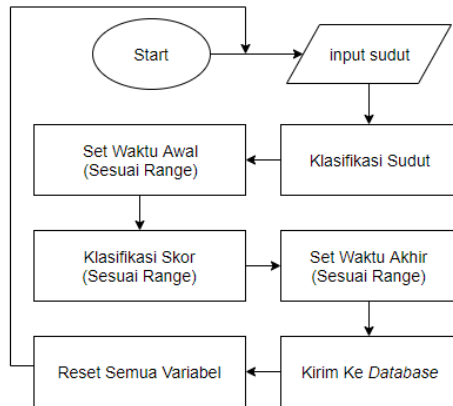 Start
input sudut
Klasifikasi Sudut
Set Waktu Awal
(Sesuai Range)
Klasifikasi Skor
(Sesuai Range)
Set Waktu Akhir
(Sesuai Range)
Kirim Ke Database
Reset Semua Variabel